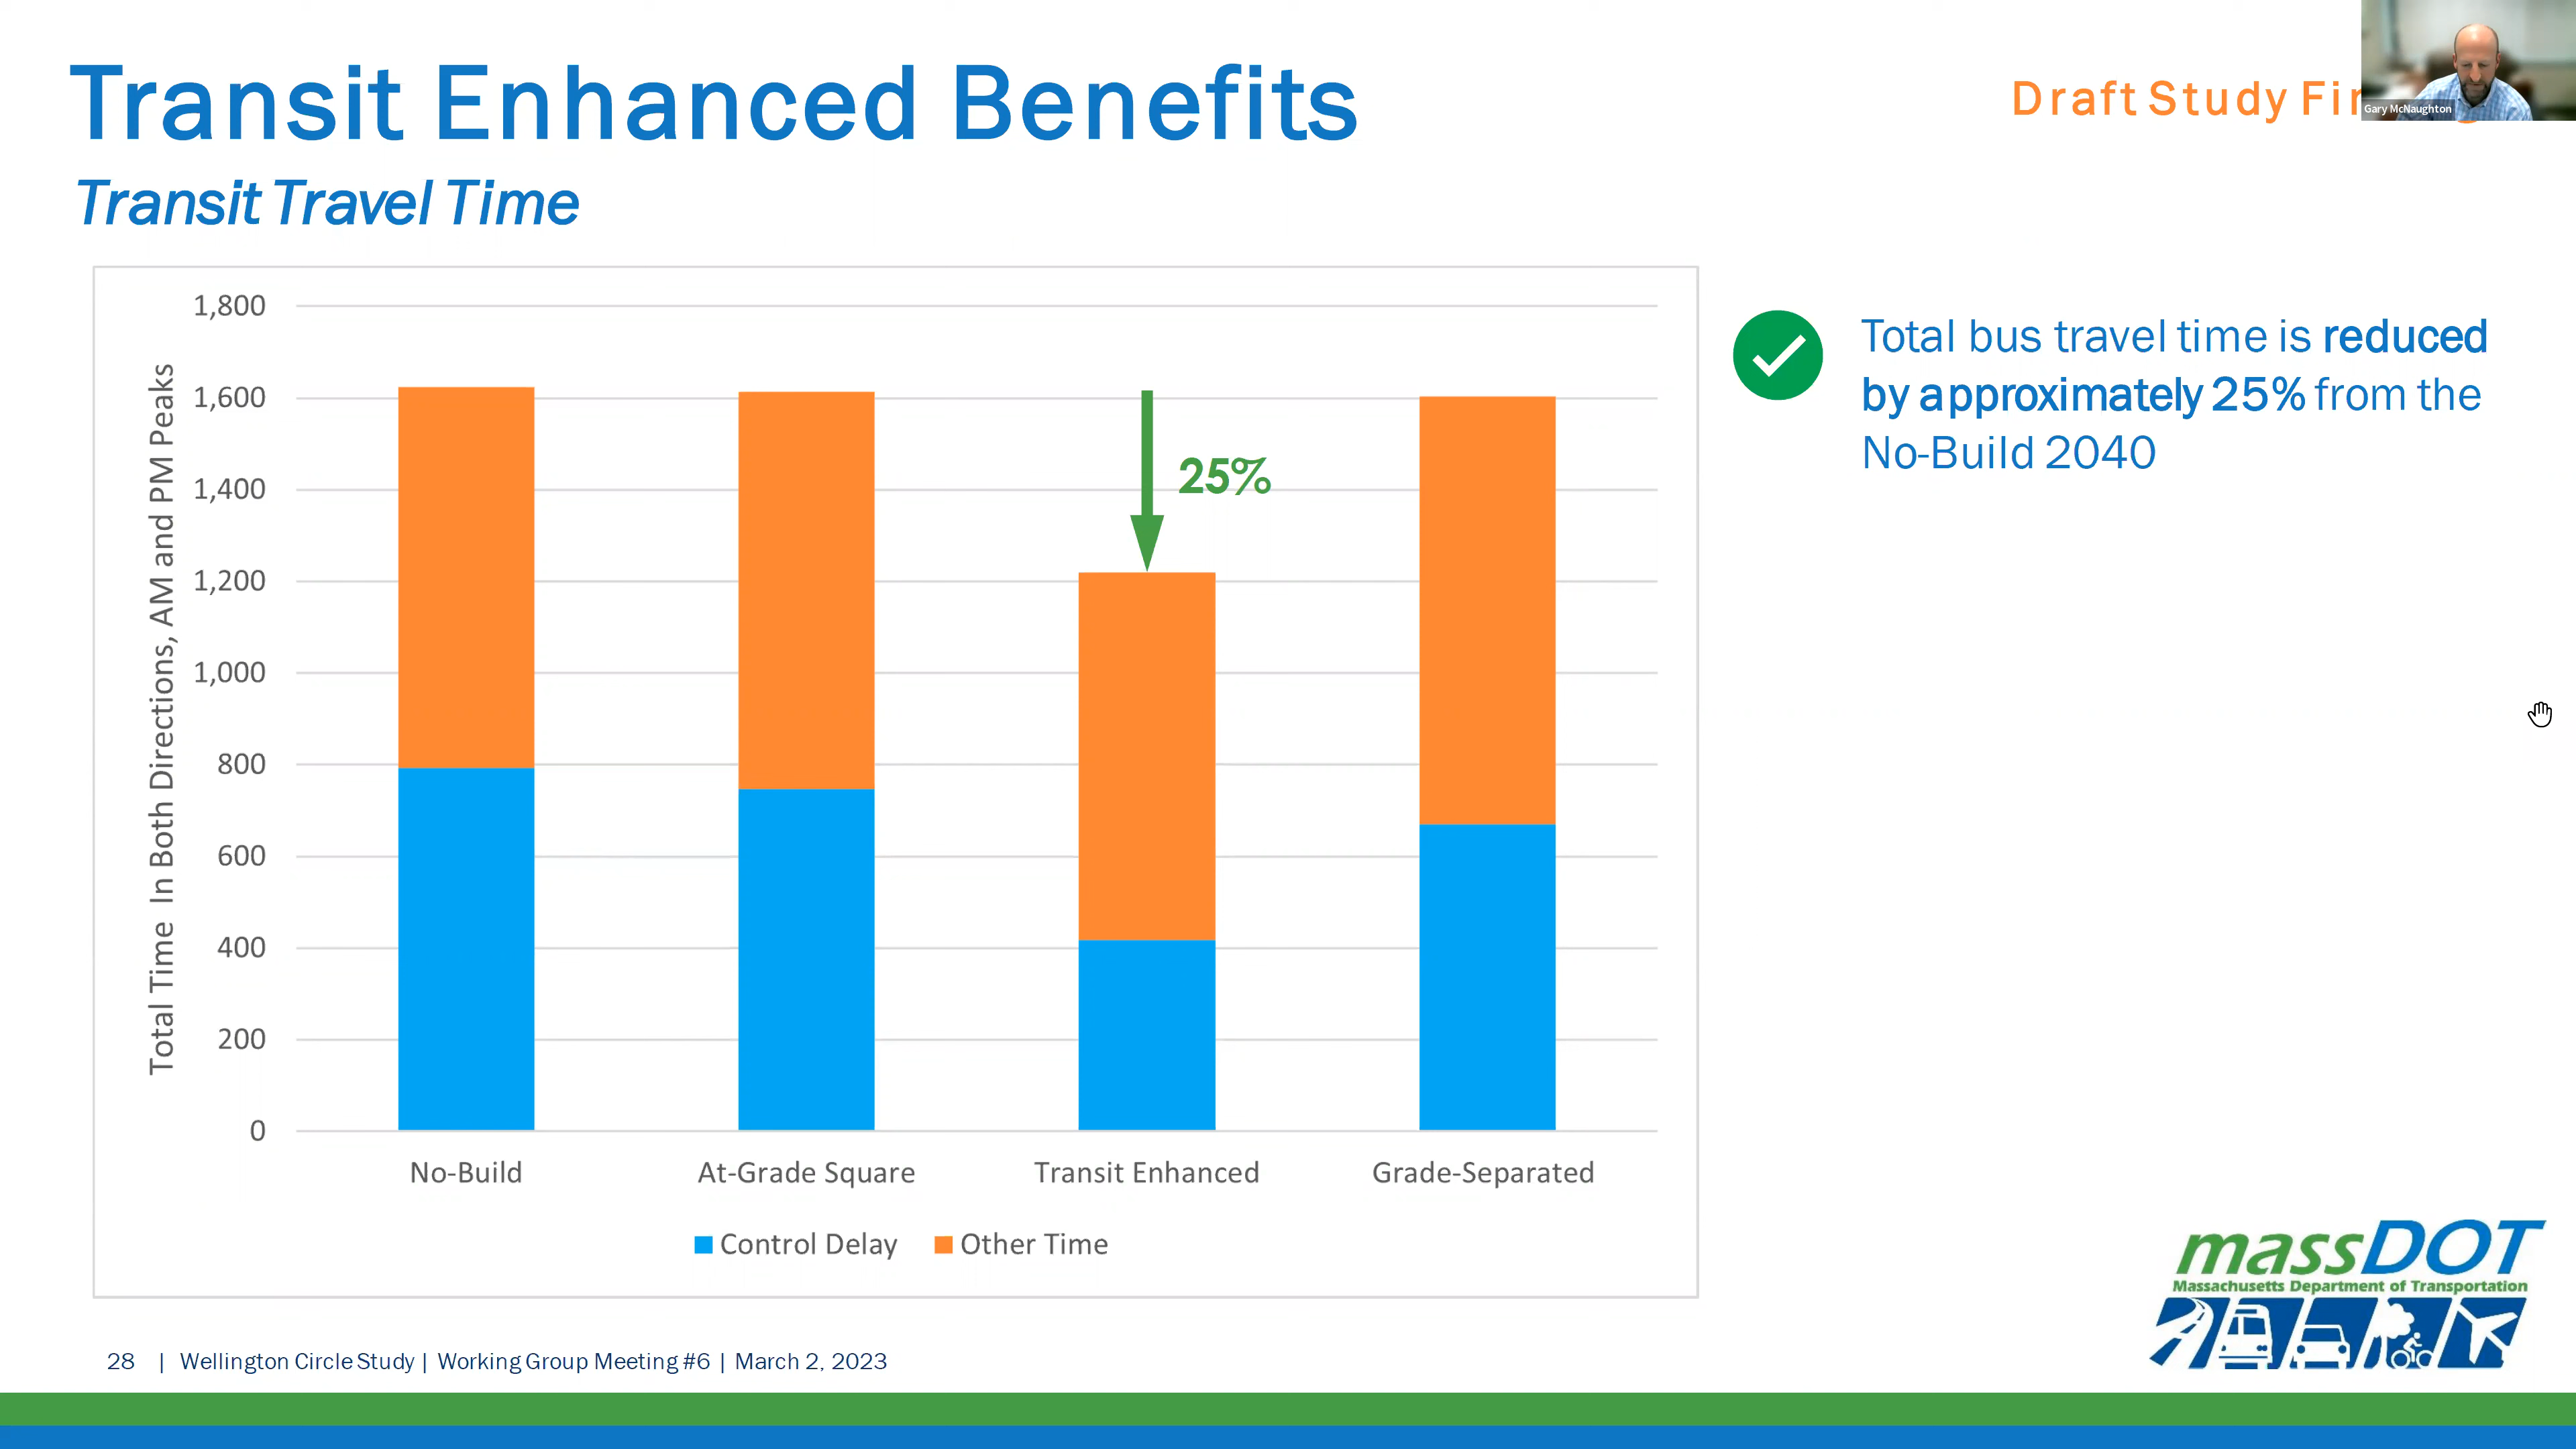 Transit Enhanced Benefits
Draft Study Fi
Gary McNaughton
Transit Travel Time
Total Time In Both Directions, AM and PM Peaks
1,800
1,600
1,400
1,200
1,000
800
600
400
200
0
25%
No-Build
At-Grade Square
Transit Enhanced
Grade-Separated
Control Delay
Other Time
Total bus travel time is reduced
by approximately 25% from the
No-Build 2040
massDOT
Massachusetts Department of Transportation
28 | Wellington Circle Study | Working Group Meeting #6 | March 2, 2023